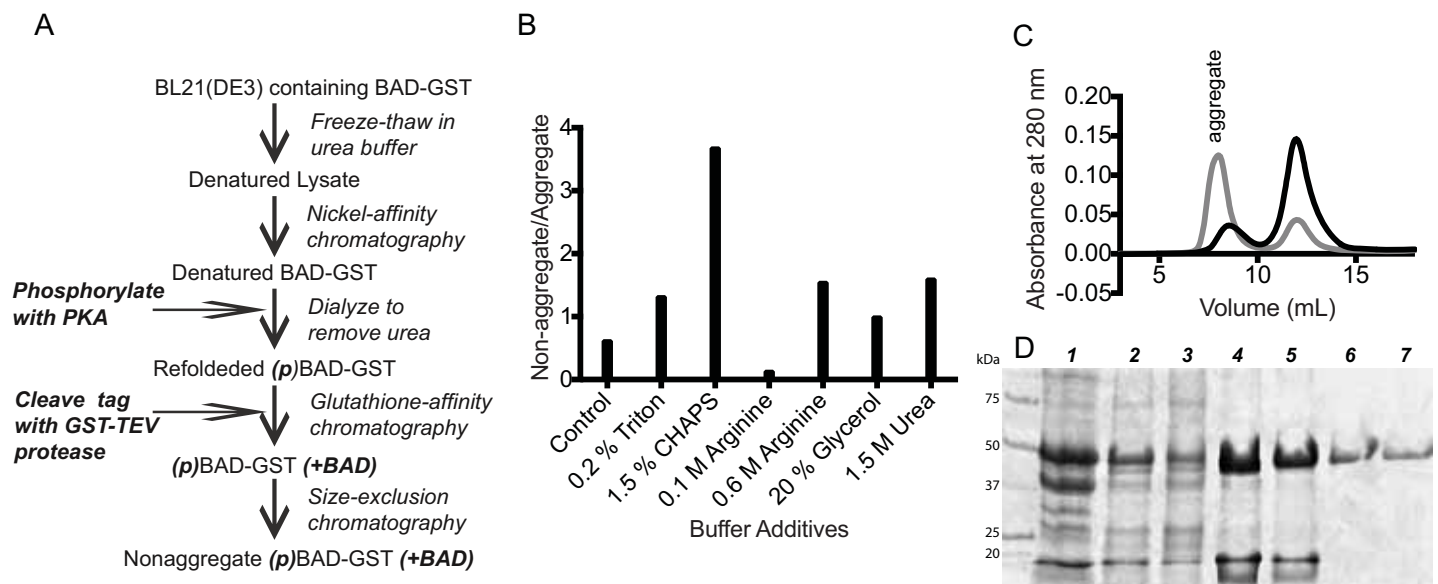 A
BL21(DE3) containing BAD-GST
Freeze-thaw in
urea buffer
Denatured Lysate
Nickel-affinity
chromatography
Denatured BAD-GST
Phosphorylate
with PKA
Dialyze to
remove urea
Refoldeded (p)BAD-GST
Cleave tag
with GST-TEV
protease
Glutathione-affinity
chromatography
(p)BAD-GST (+BAD)
Size-exclusion
chromatography
Nonaggregate (p)BAD-GST (+BAD)
B
Non-aggregate/Aggregate
4
3
2
1
0
Control
0.2 % Triton
1.5 % CHAPS
0.1 M Arginine
0.6 M Arginine
20 % Glycerol
1.5 M Urea
Buffer Additives
C
Absorbance at 280 nm
0.20
0.15
0.10
0.05
0.00
-0.05
aggregate
5 10 15
Volume (mL)
D
kDa 1 2 3 4 5 6 7
75
50
37
25
20